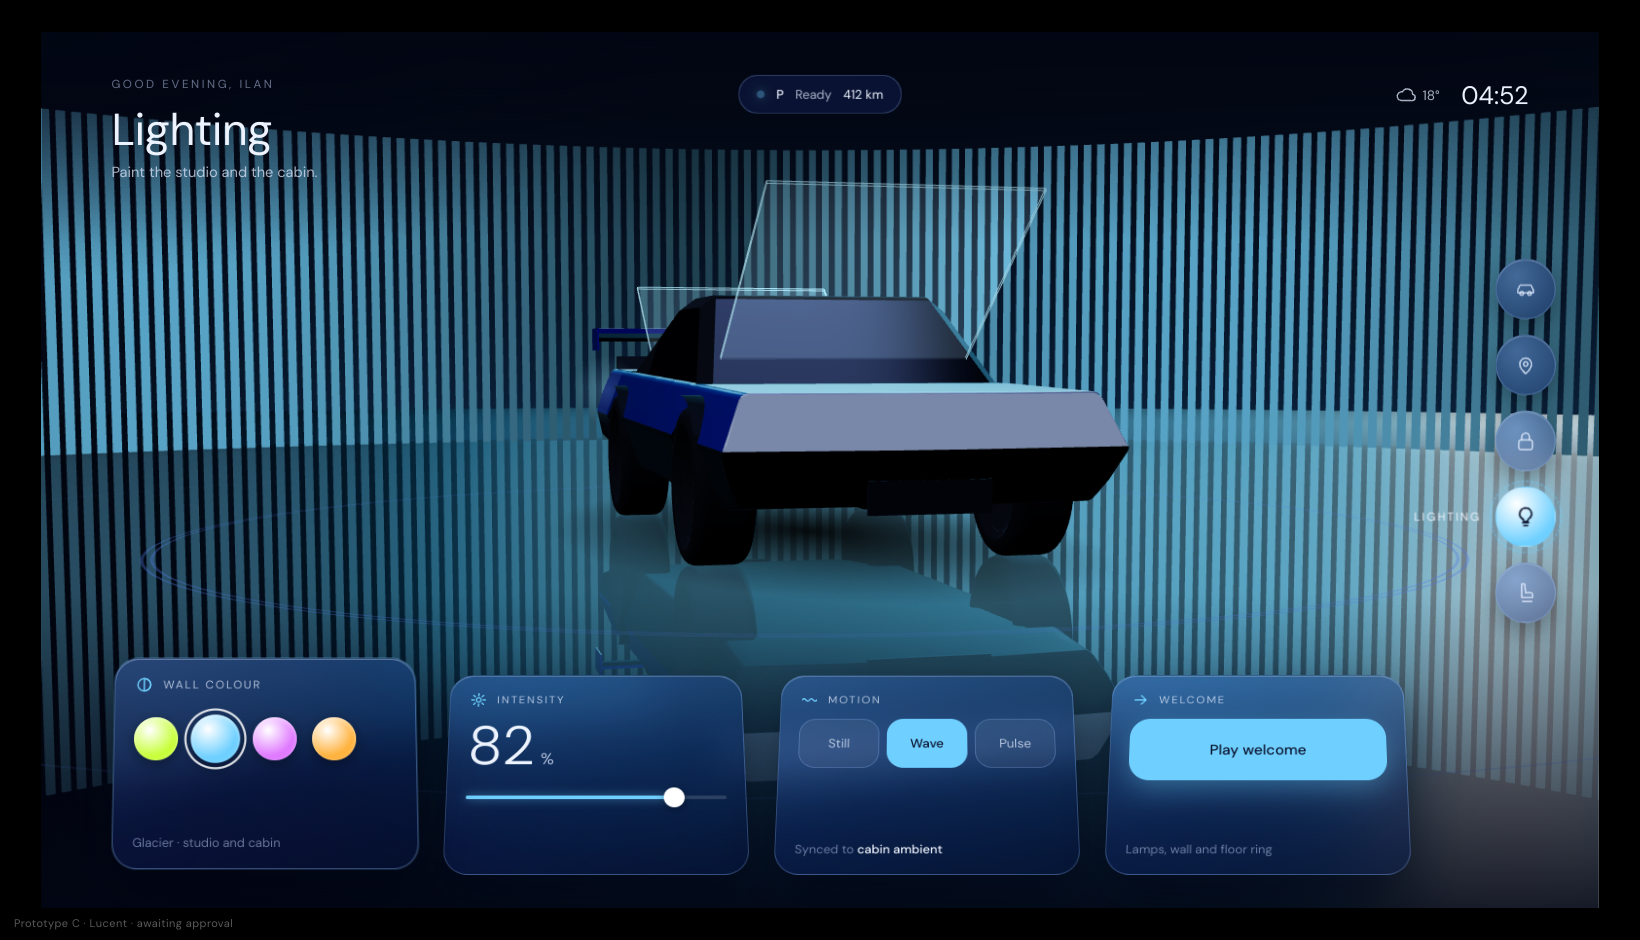 GOOD EVENING, ILAN
Lighting
Paint the studio and the cabin.
P Ready 412 km
18° 04:52
LIGHTING
WALL COLOUR
Glacier · studio and cabin
INTENSITY
82 %
MOTION
Still Wave Pulse
Synced to cabin ambient
WELCOME
Play welcome
Lamps, wall and floor ring
Prototype C · Lucent · awaiting approval